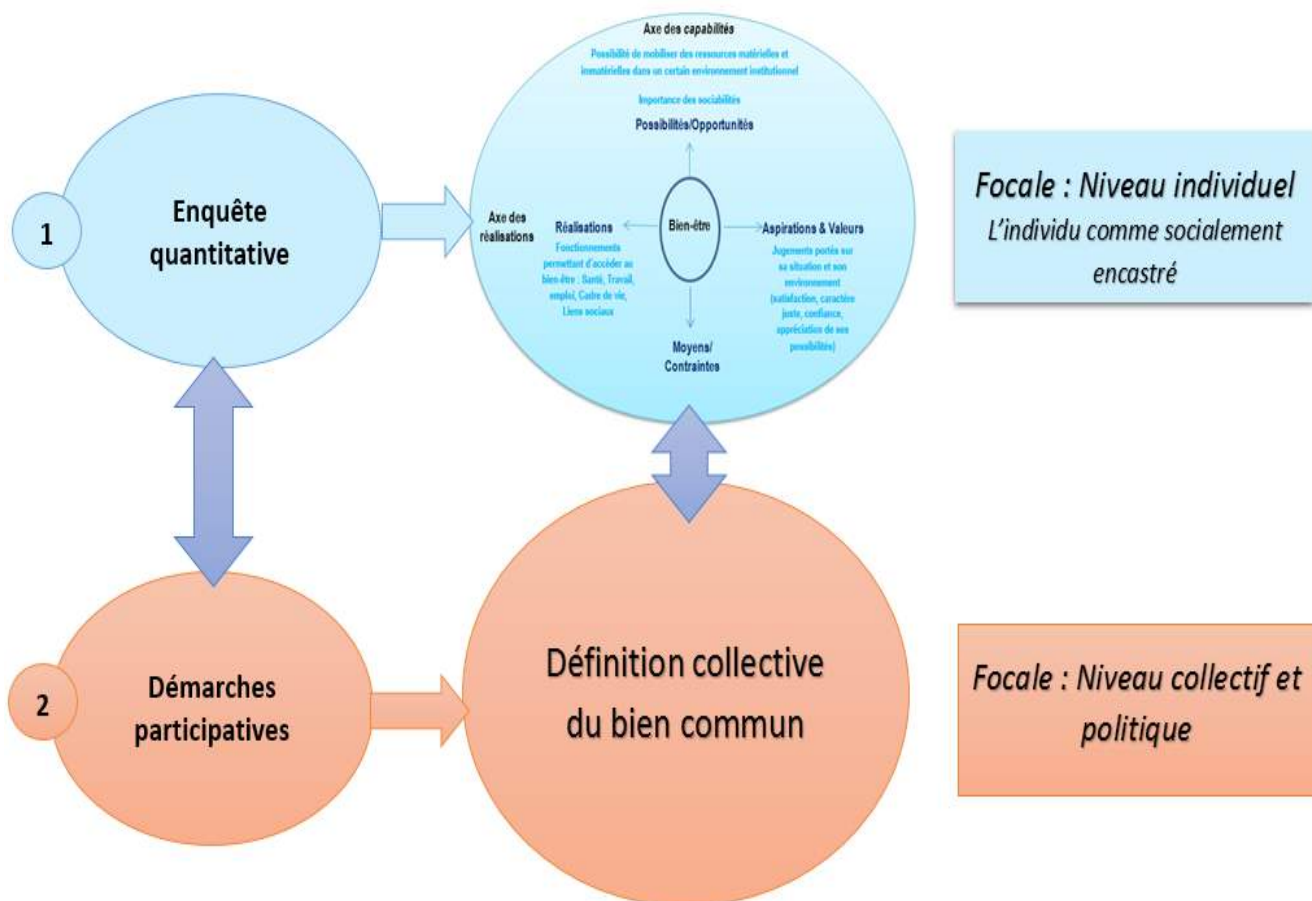 Axe des capabilités
Possibilité de mobiliser des ressources matérielles et
immatérielles dans un certain environnement institutionnel
Importance des sociabilités
Possibilités/Opportunités
1
Enquête
quantitative
Axe des
réalisations
Réalisations
Fonctionnements
permettant d'accéder au
bien-être : Santé, Travail,
emploi, Cadre de vie,
Liens sociaux
Bien-être
Aspirations & Valeurs
Jugements portés sur
sa situation et son
environnement
(satisfaction, caractère
juste, confiance,
appréciation de ses
possibilités)
Moyens/
Contraintes
Focale : Niveau individuel
L'individu comme socialement
encastré
2
Démarches
participatives
Définition collective
du bien commun
Focale : Niveau collectif et
politique